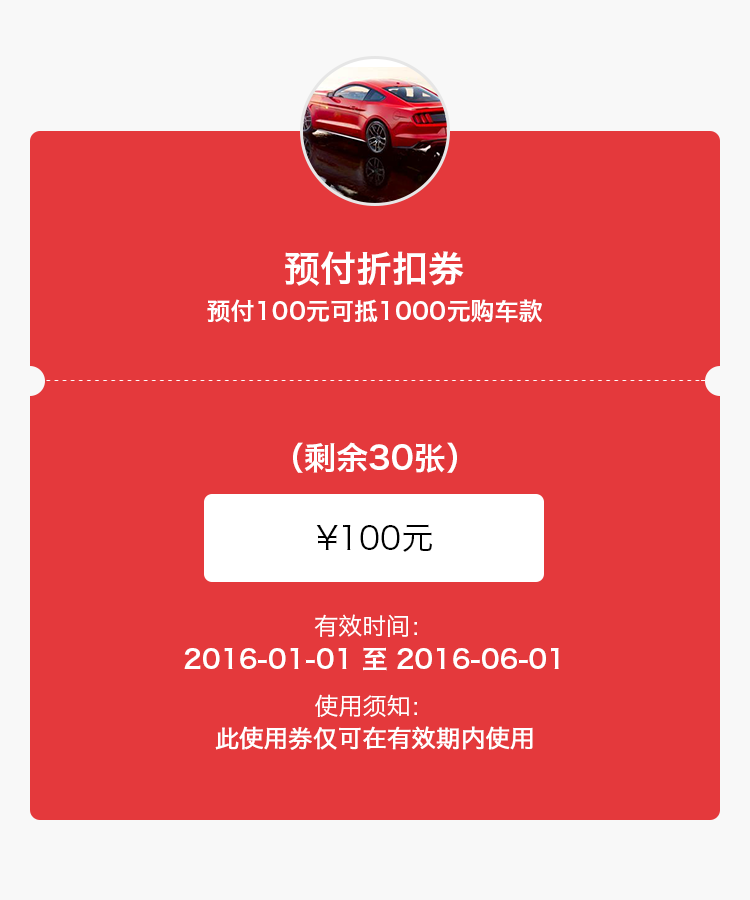 预付折扣券
预付100元可抵1000元购车款
（剩余30张）
¥100元
有效时间：
2016-01-01 至 2016-06-01
使用须知：
此使用券仅可在有效期内使用